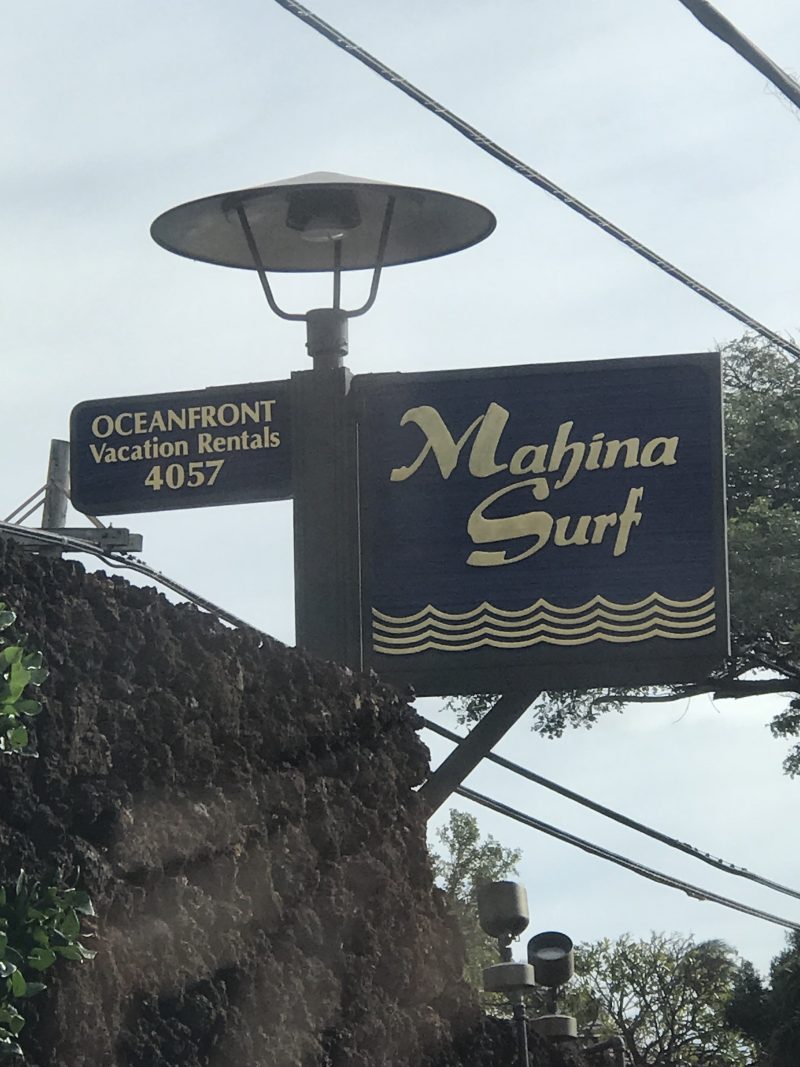 OCEANFRONT
Vacation Rentals
4057
Mahina
Surf